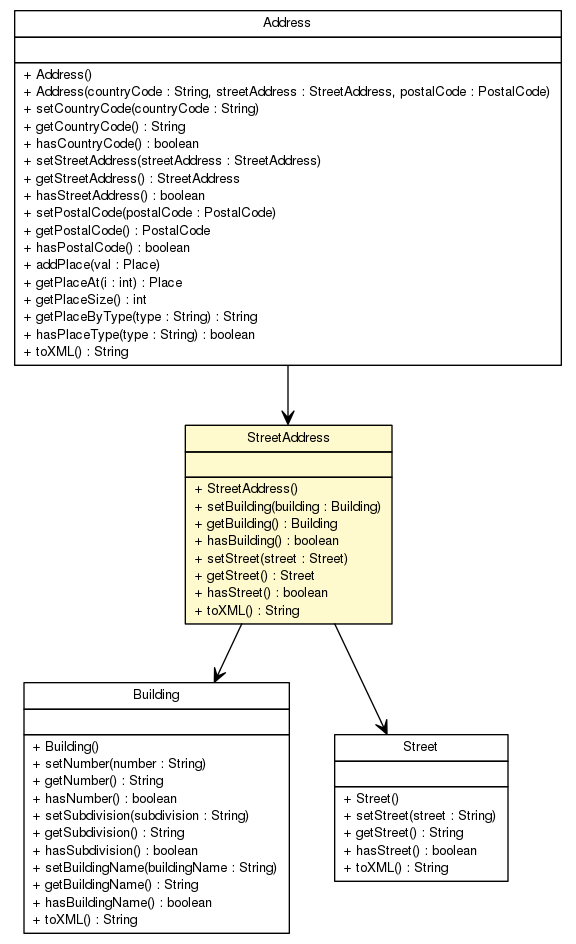 Address
+ Address()
+ Address(countryCode : String, streetAddress : StreetAddress, postalCode : PostalCode)
+ setCountryCode(countryCode : String)
+ getCountryCode() : String
+ hasCountryCode() : boolean
+ setStreetAddress(streetAddress : StreetAddress)
+ getStreetAddress() : StreetAddress
+ hasStreetAddress() : boolean
+ setPostalCode(postalCode : PostalCode)
+ getPostalCode() : PostalCode
+ hasPostalCode() : boolean
+ addPlace(val : Place)
+ getPlaceAt(i : int) : Place
+ getPlaceSize() : int
+ getPlaceByType(type : String) : String
+ hasPlaceType(type : String) : boolean
+ toXML() : String
StreetAddress
+ StreetAddress()
+ setBuilding(building : Building)
+ getBuilding() : Building
+ hasBuilding() : boolean
+ setStreet(street : Street)
+ getStreet() : Street
+ hasStreet() : boolean
+ toXML() : String
Building
+ Building()
+ setNumber(number : String)
+ getNumber() : String
+ hasNumber() : boolean
+ setSubdivision(subdivision : String)
+ getSubdivision() : String
+ hasSubdivision() : boolean
+ setBuildingName(buildingName : String)
+ getBuildingName() : String
+ hasBuildingName() : boolean
+ toXML() : String
Street
+ Street()
+ setStreet(street : String)
+ getStreet() : String
+ hasStreet() : boolean
+ toXML() : String